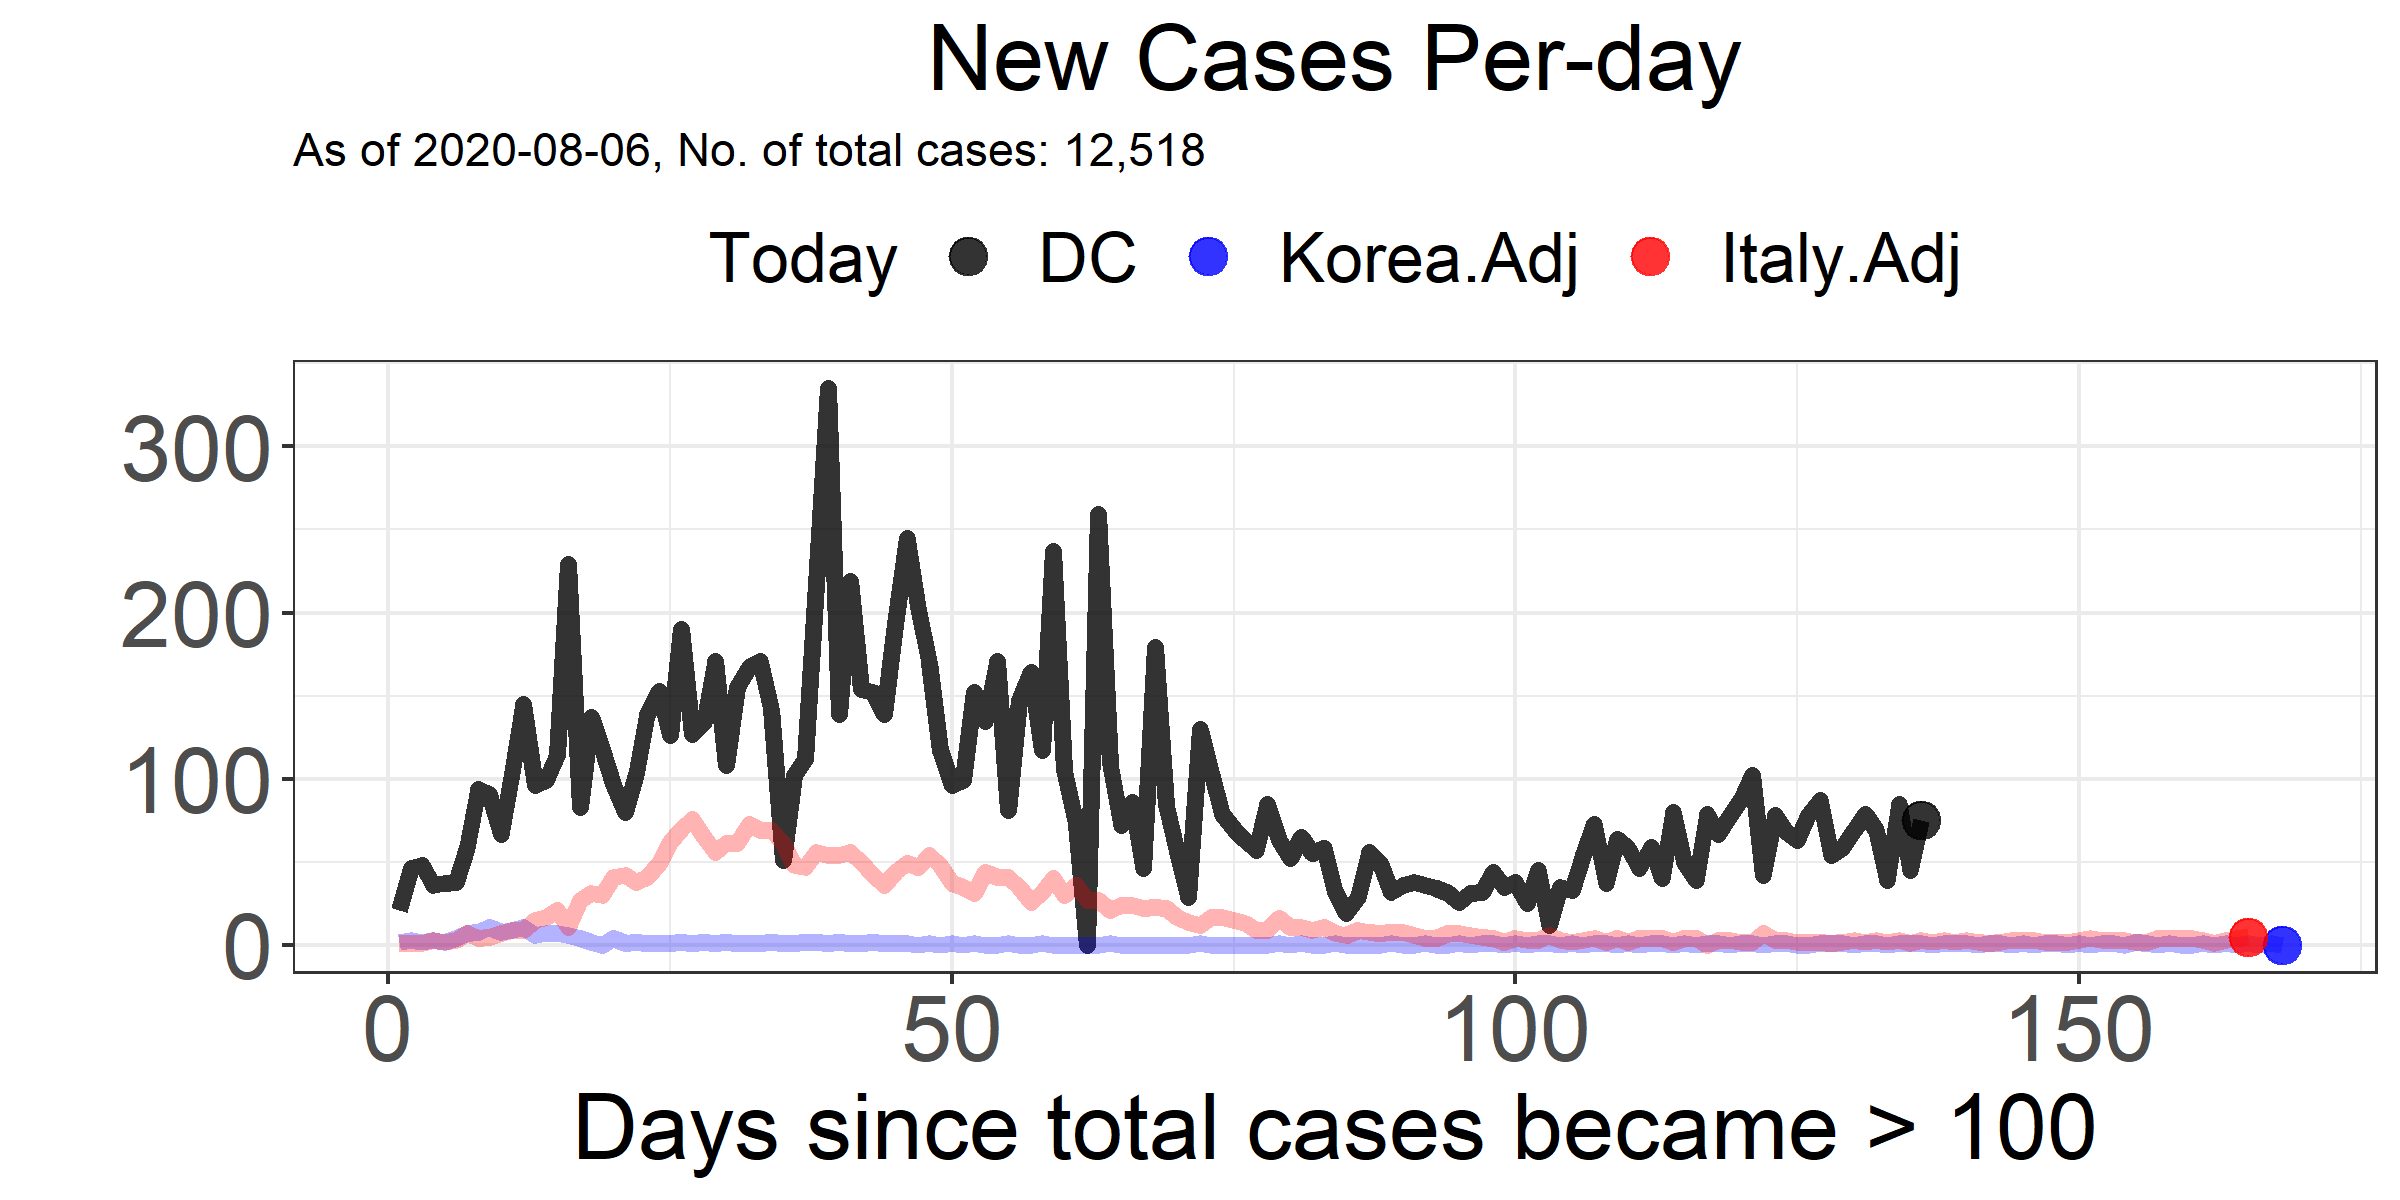 New Cases Per-day
As of 2020-08-06, No. of total cases: 12,518
Today DC Korea.Adj Italy.Adj
300
200
100
0
0 50 100 150
Days since total cases became > 100